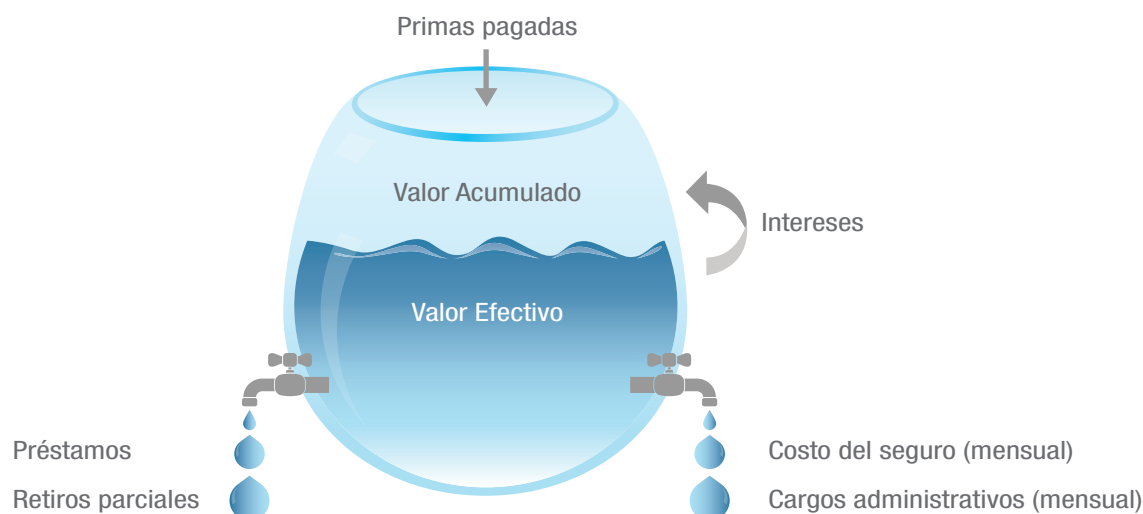 Primas pagadas
Valor Acumulado
Intereses
Valor Efectivo
Préstamos
Costo del seguro (mensual)
Retiros parciales
Cargos administrativos (mensual)